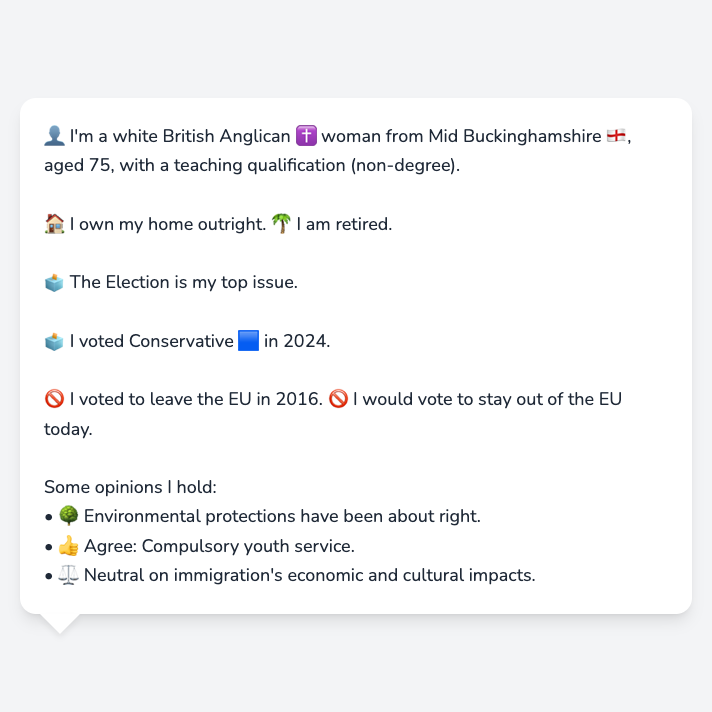 👤 I'm a white British Anglican ✝️ woman from Mid Buckinghamshire 🏴󠁧󠁢󠁥󠁮󠁧󠁿,
aged 75, with a teaching qualification (non-degree).
🏠 I own my home outright. 🌴 I am retired.
🗳️ The Election is my top issue.
🗳️ I voted Conservative 🟦 in 2024.
🚫 I voted to leave the EU in 2016. 🚫 I would vote to stay out of the EU
today.
Some opinions I hold:
• 🌳 Environmental protections have been about right.
• 👍 Agree: Compulsory youth service.
• ⚖️ Neutral on immigration's economic and cultural impacts.